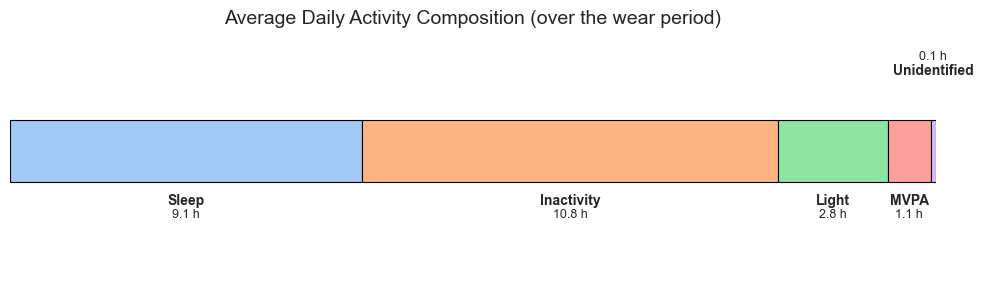 Average Daily Activity Composition (over the wear period)
0.1 h
Unidentified
Sleep
9.1 h
Inactivity
10.8 h
Light
2.8 h
MVPA
1.1 h